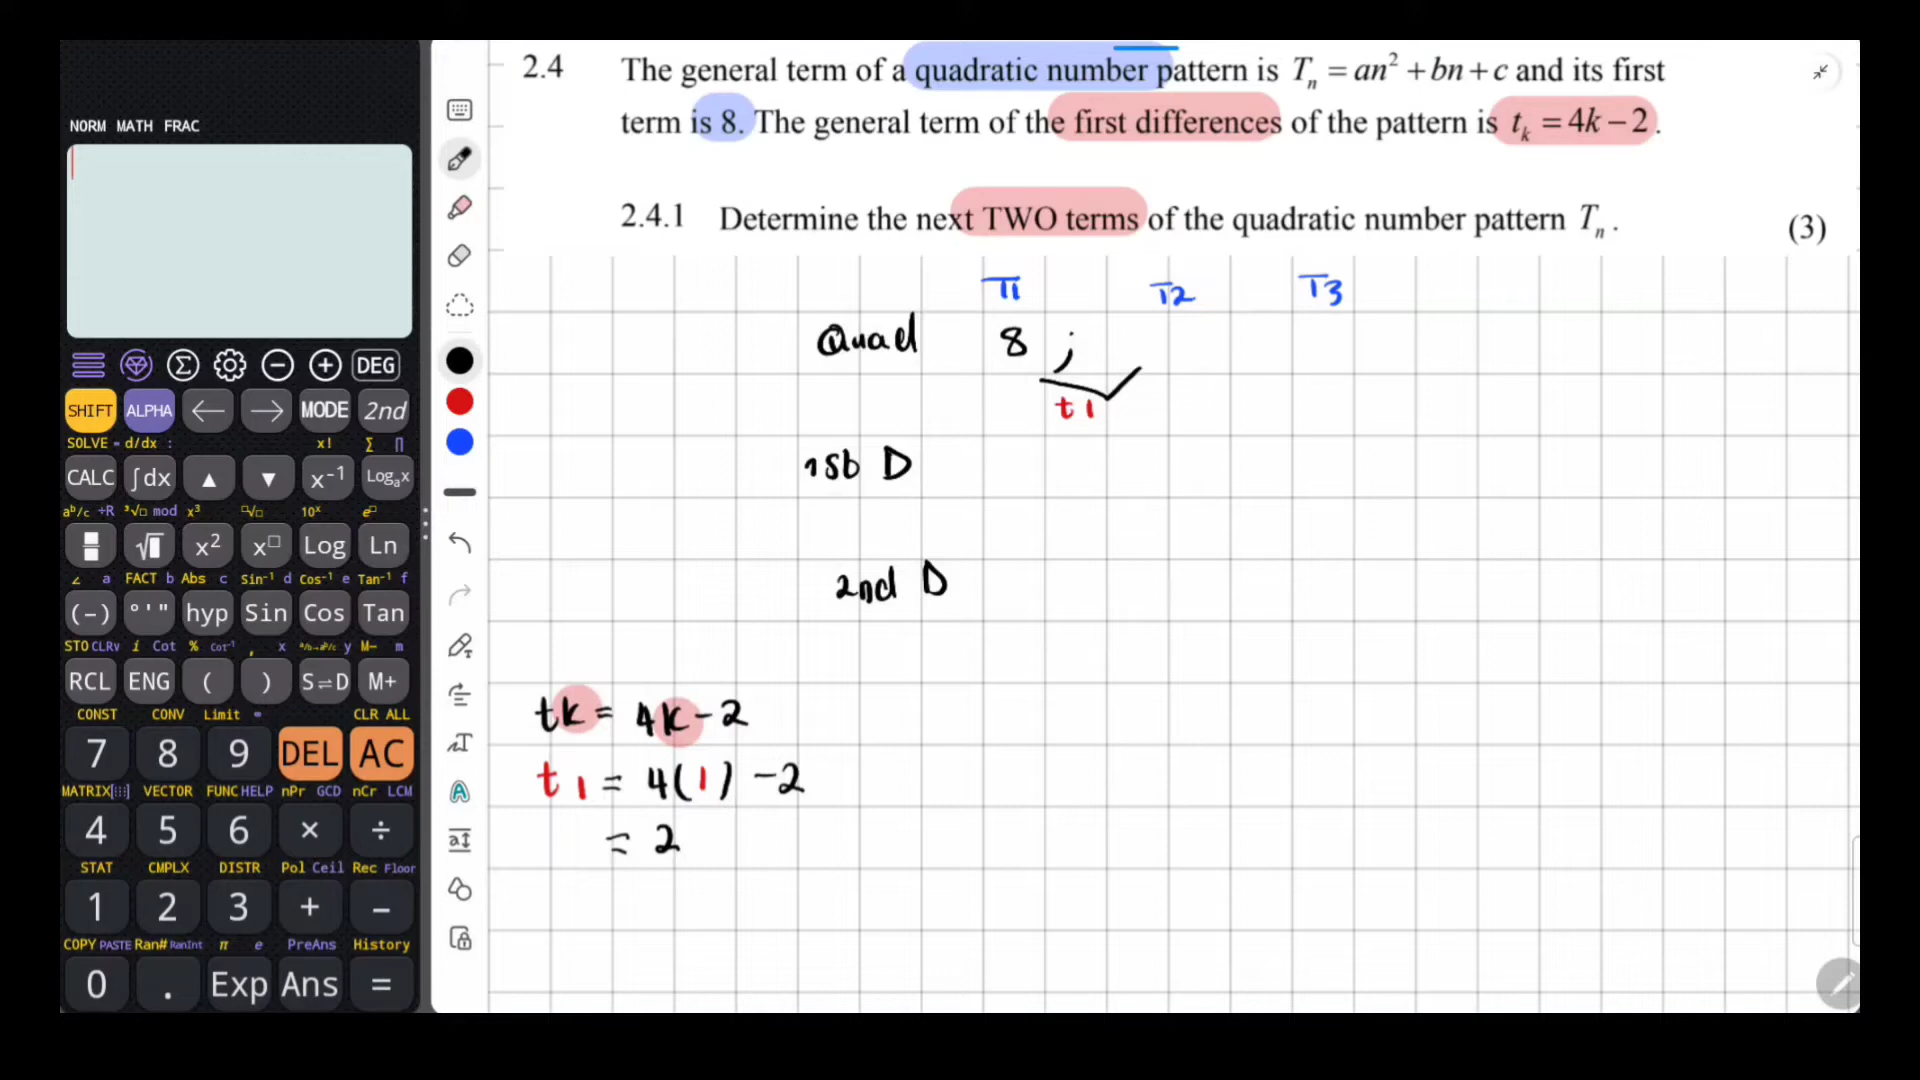 2.4 The general term of a quadratic number pattern is Tₙ = an² + bn + c and its first
term is 8. The general term of the first differences of the pattern is tₖ = 4k − 2.
2.4.1 Determine the next TWO terms of the quadratic number pattern Tₙ. (3)
T1 T2 T3
Quad 8 ;
t1
1st D
2nd D
tk = 4k - 2
t1 = 4(1) - 2
= 2
NORM MATH FRAC
DEG
SHIFT ALPHA ← → MODE 2nd
SOLVE = d/dx : x! ∑ ∏
CALC ∫dx ▲ ▼ x⁻¹ Logₐx
a b/c ÷R ³√□ mod x³ □√□ 10ˣ e□
√ x² x□ Log Ln
∠ a FACT b Abs c Sin⁻¹ d Cos⁻¹ e Tan⁻¹ f
(−) °'" hyp Sin Cos Tan
STO CLRv i Cot % Cot⁻¹ , x y M− m
RCL ENG ( ) S⇌D M+
CONST CONV Limit ∞ CLR ALL
7 8 9 DEL AC
MATRIX VECTOR FUNC HELP nPr GCD nCr LCM
4 5 6 × ÷
STAT CMPLX DISTR Pol Ceil Rec Floor
1 2 3 + −
COPY PASTE Ran# RanInt π e PreAns History
0 . Exp Ans =